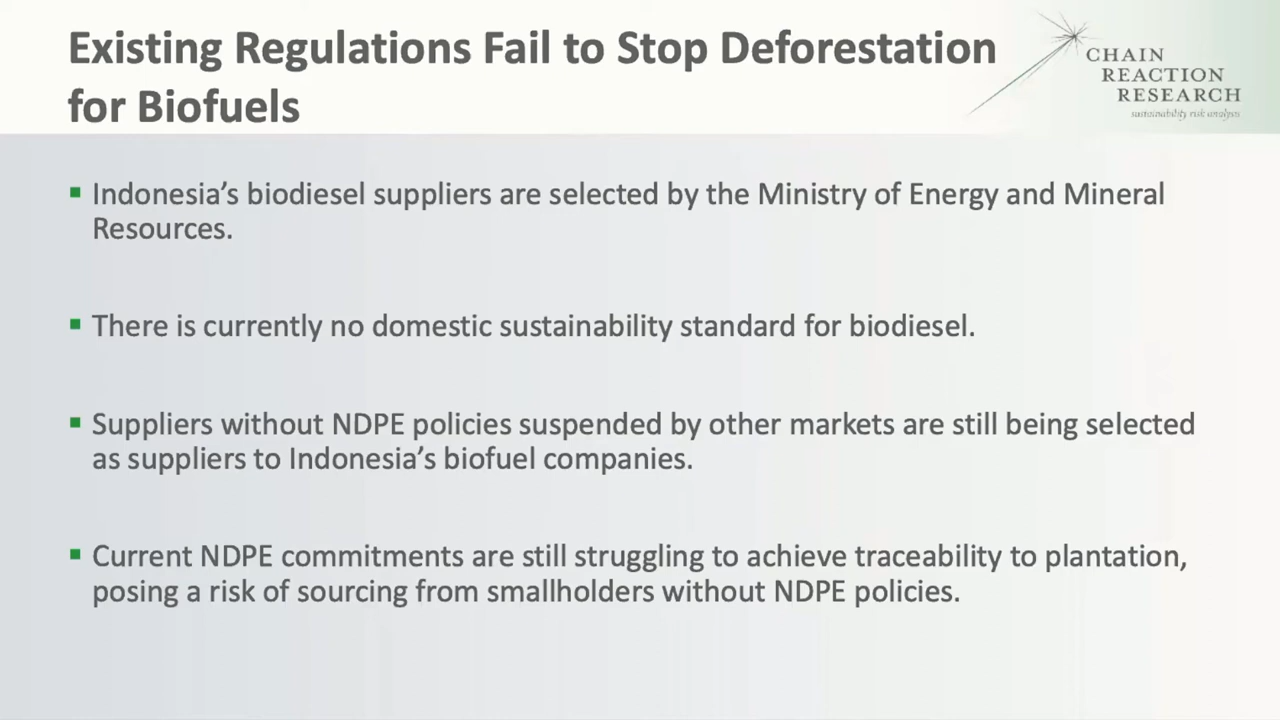 Existing Regulations Fail to Stop Deforestation
for Biofuels
CHAIN
REACTION
RESEARCH
sustainability risk analysis
▪ Indonesia’s biodiesel suppliers are selected by the Ministry of Energy and Mineral
Resources.
▪ There is currently no domestic sustainability standard for biodiesel.
▪ Suppliers without NDPE policies suspended by other markets are still being selected
as suppliers to Indonesia’s biofuel companies.
▪ Current NDPE commitments are still struggling to achieve traceability to plantation,
posing a risk of sourcing from smallholders without NDPE policies.